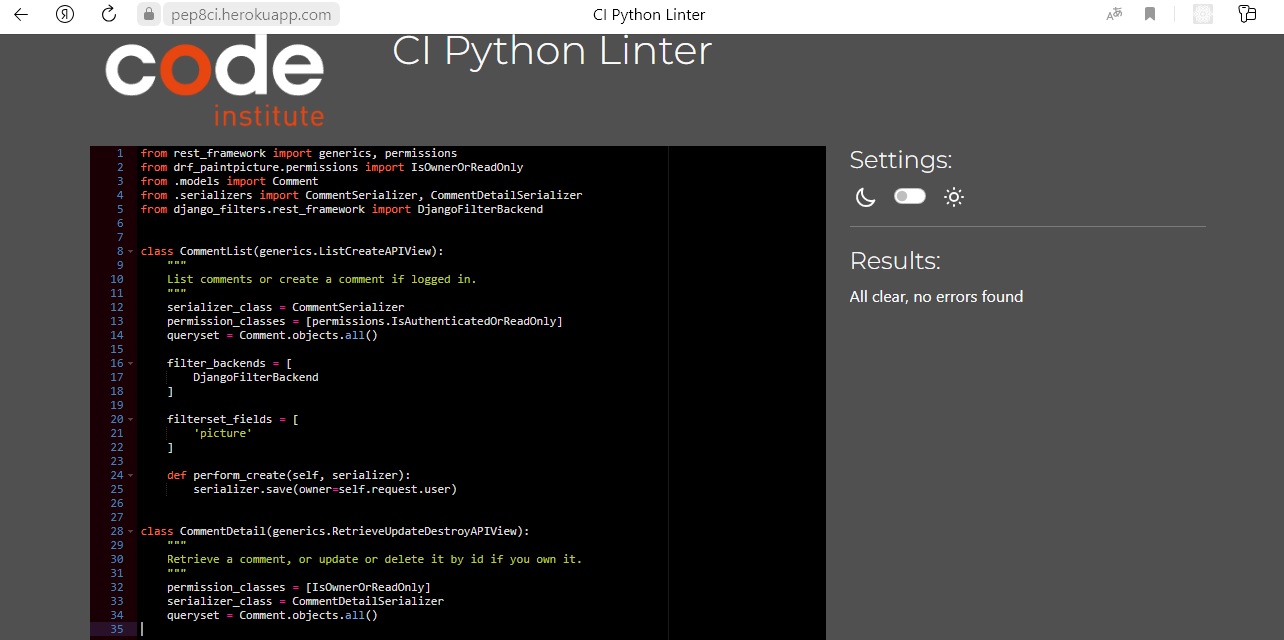 pep8ci.herokuapp.com
CI Python Linter
code
institute
CI Python Linter
1 from rest_framework import generics, permissions
2 from drf_paintpicture.permissions import IsOwnerOrReadOnly
3 from .models import Comment
4 from .serializers import CommentSerializer, CommentDetailSerializer
5 from django_filters.rest_framework import DjangoFilterBackend
6
7
8 class CommentList(generics.ListCreateAPIView):
9     """
10     List comments or create a comment if logged in.
11     """
12     serializer_class = CommentSerializer
13     permission_classes = [permissions.IsAuthenticatedOrReadOnly]
14     queryset = Comment.objects.all()
15
16     filter_backends = [
17         DjangoFilterBackend
18     ]
19
20     filterset_fields = [
21         'picture'
22     ]
23
24     def perform_create(self, serializer):
25         serializer.save(owner=self.request.user)
26
27
28 class CommentDetail(generics.RetrieveUpdateDestroyAPIView):
29     """
30     Retrieve a comment, or update or delete it by id if you own it.
31     """
32     permission_classes = [IsOwnerOrReadOnly]
33     serializer_class = CommentDetailSerializer
34     queryset = Comment.objects.all()
35
Settings:
Results:
All clear, no errors found